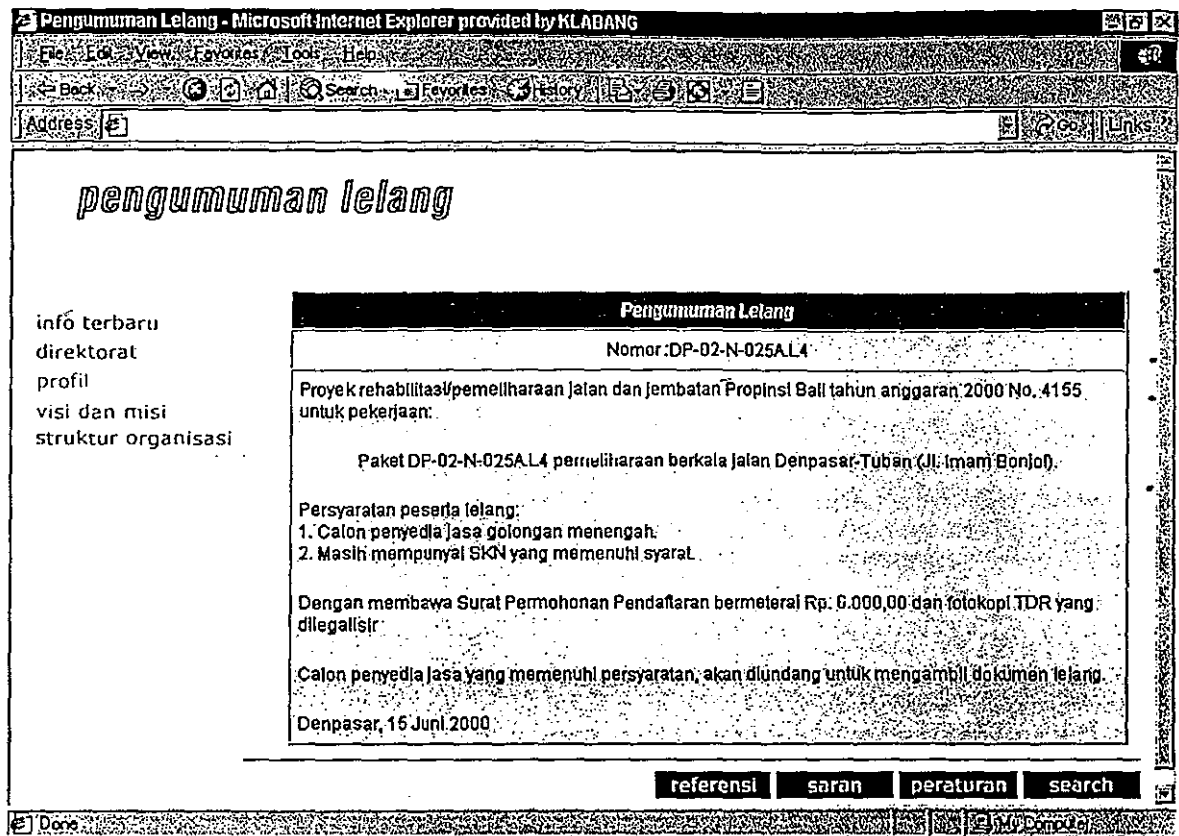 Pengumuman Lelang - Microsoft Internet Explorer provided by KLABANG
File Edit View Favorites Tools Help
Back Search Favorites History
Address Go Links
pengumuman lelang
info terbaru
direktorat
profil
visi dan misi
struktur organisasi
Pengumuman Lelang
Nomor :DP-02-N-025A.L4
Proyek rehabilitasi/pemeliharaan jalan dan jembatan Propinsi Bali tahun anggaran 2000 No. 4155
untuk pekerjaan:
Paket DP-02-N-025A.L4 pemeliharaan berkala jalan Denpasar-Tuban (Jl. Imam Bonjol).
Persyaratan peserta lelang:
1. Calon penyedia jasa golongan menengah.
2. Masih mempunyai SKN yang memenuhi syarat.
Dengan membawa Surat Permohonan Pendaftaran bermeterai Rp. 6.000,00 dan fotokopi TDR yang
dilegalisir
Calon penyedia jasa yang memenuhi persyaratan, akan diundang untuk mengambil dokumen lelang.
Denpasar, 15 Juni 2000
referensi saran peraturan search
Done My Computer